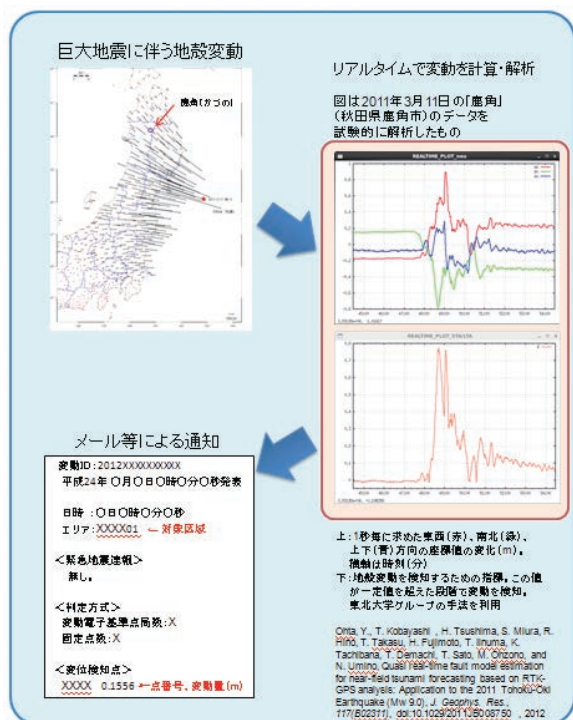 巨大地震に伴う地殻変動
鹿角(かづの)
リアルタイムで変動を計算・解析
図は2011年3月11日の「鹿角」
(秋田県鹿角市)のデータを
試験的に解析したもの
REALTIME_PLOT_neu
REALTIME_PLOT_STA/LTA
メール等による通知
変動ID:2012XXXXXXXXXX
平成24年〇月〇日〇時〇分〇秒発表
日時 :〇日〇時〇分〇秒
エリア:XXXX01 ←対象区域
<緊急地震速報>
無し。
<判定方式>
変動電子基準点局数:X
固定点数:X
<変位検知点>
XXXX 0.1556 ←点番号、変動量(m)
上:1秒毎に求めた東西(赤)、南北(緑)、
上下(青)方向の座標値の変化(m)。
横軸は時刻(分)
下:地殻変動を検知するための指標。この値
が一定値を超えた段階で変動を検知。
東北大学グループの手法を利用
Ohta, Y., T. Kobayashi , H. Tsushima, S. Miura, R.
Hino, T. Takasu, H. Fujimoto, T. Iinuma, K.
Tachibana, T. Demachi, T. Sato, M. Ohzono, and
N. Umino, Quasi real-time fault model estimation
for near-field tsunami forecasting based on RTK-
GPS analysis: Application to the 2011 Tohoku-Oki
Earthquake (Mw 9.0), J. Geophys. Res.,
117(B02311), doi:10.1029/2011JB008750 , 2012